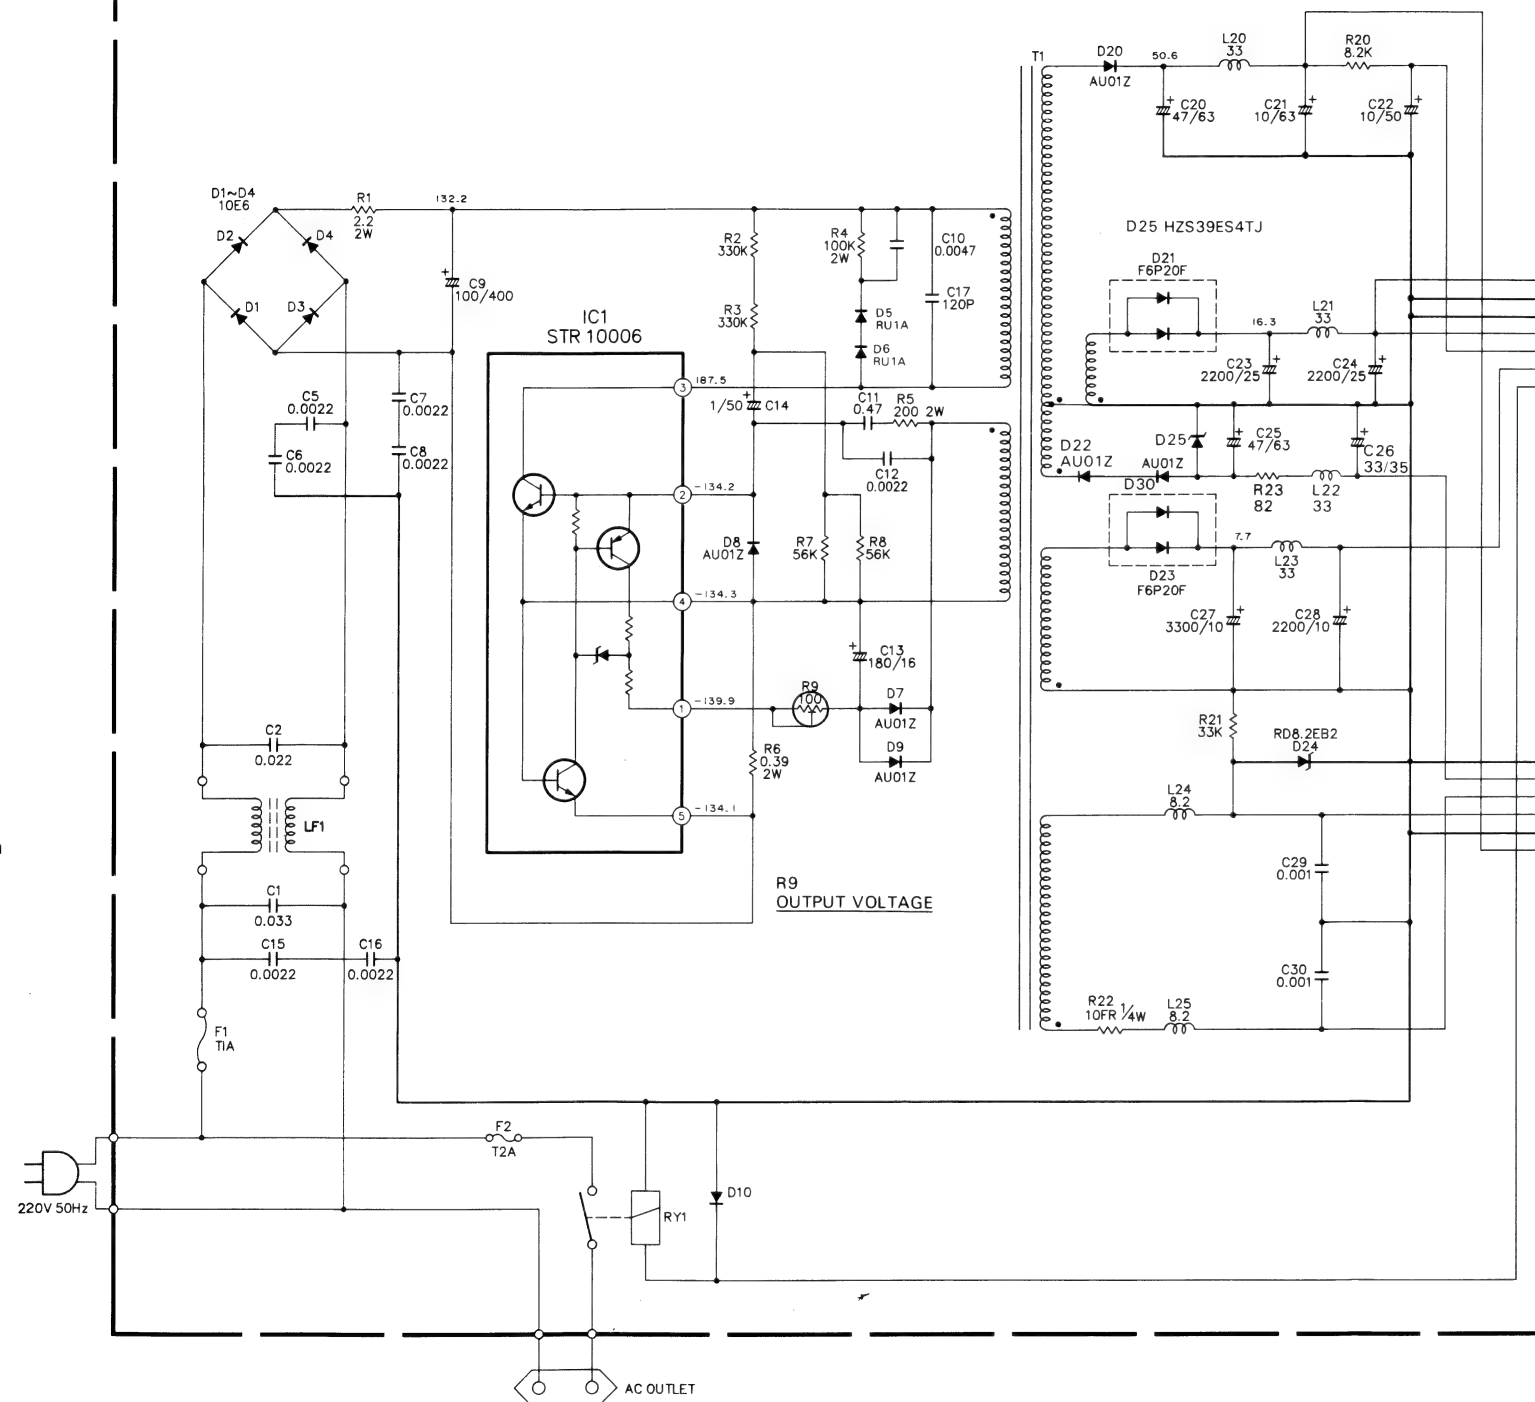 T1
D20
AU01Z
50.6
L20
33
R20
8.2K
C20
47/63
C21
10/63
C22
10/50
D1~D4
10E6
R1
2.2
2W
132.2
D2
D4
D1
D3
C9
100/400
R2
330K
R3
330K
R4
100K
2W
C10
0.0047
C17
120P
D5
RU1A
D6
RU1A
D25 HZS39ES4TJ
D21
F6P20F
16.3
L21
33
C23
2200/25
C24
2200/25
IC1
STR 10006
3
187.5
1/50
C14
C11
0.47
R5
200 2W
C12
0.0022
C5
0.0022
C6
0.0022
C7
0.0022
C8
0.0022
D22
AU01Z
D25
AU01Z
D30
C25
47/63
C26
33/35
R23
82
L22
33
2
-134.2
D8
AU01Z
R7
56K
R8
56K
4
-134.3
D23
F6P20F
7.7
L23
33
C27
3300/10
C28
2200/10
C13
180/16
R9
100
1
-139.9
D7
AU01Z
D9
AU01Z
R6
0.39
2W
5
-134.1
R21
33K
RD8.2EB2
D24
C2
0.022
LF1
C1
0.033
C15
0.0022
C16
0.0022
L24
8.2
C29
0.001
C30
0.001
R9
OUTPUT VOLTAGE
R22
10FR 1/4W
L25
8.2
F1
T1A
F2
T2A
220V 50Hz
RY1
D10
AC OUTLET